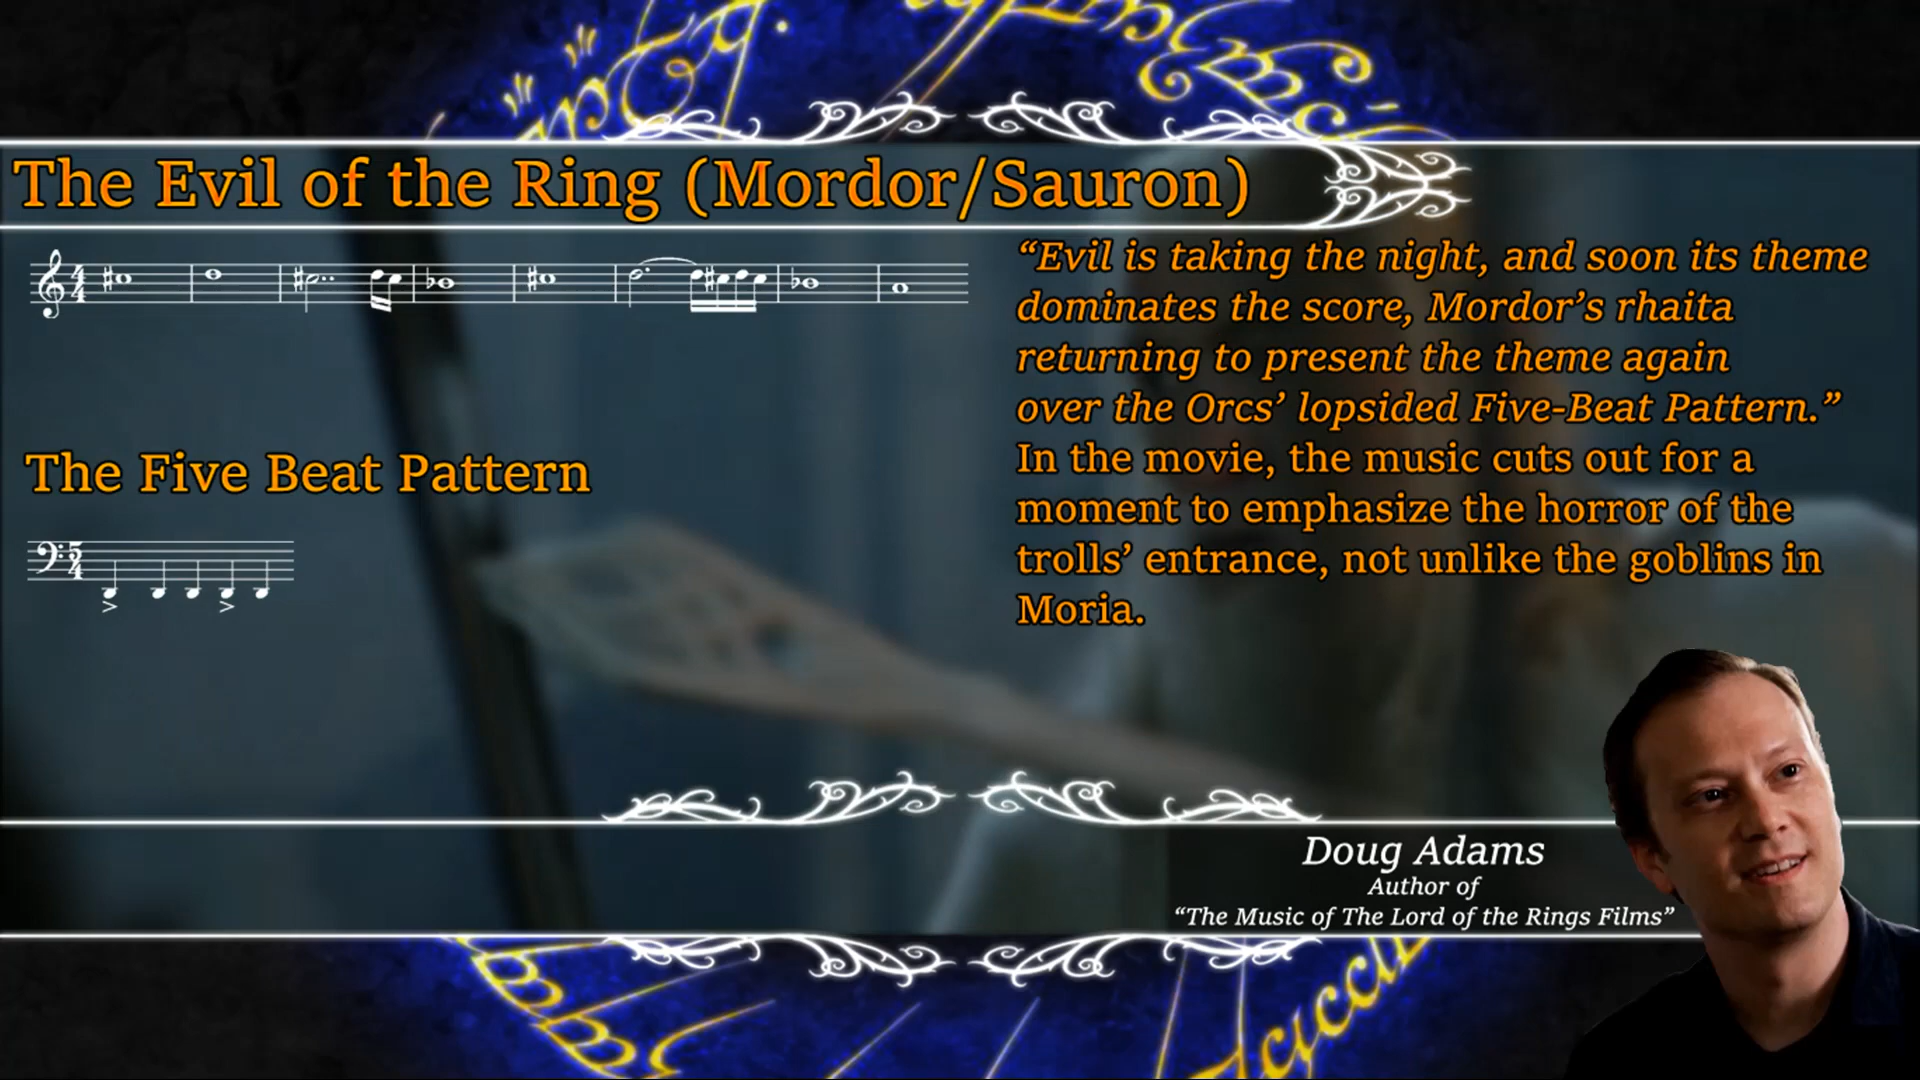 The Evil of the Ring (Mordor/Sauron)
“Evil is taking the night, and soon its theme
dominates the score, Mordor’s rhaita
returning to present the theme again
over the Orcs’ lopsided Five-Beat Pattern.”
In the movie, the music cuts out for a
moment to emphasize the horror of the
trolls’ entrance, not unlike the goblins in
Moria.
The Five Beat Pattern
Doug Adams
Author of
“The Music of The Lord of the Rings Films”